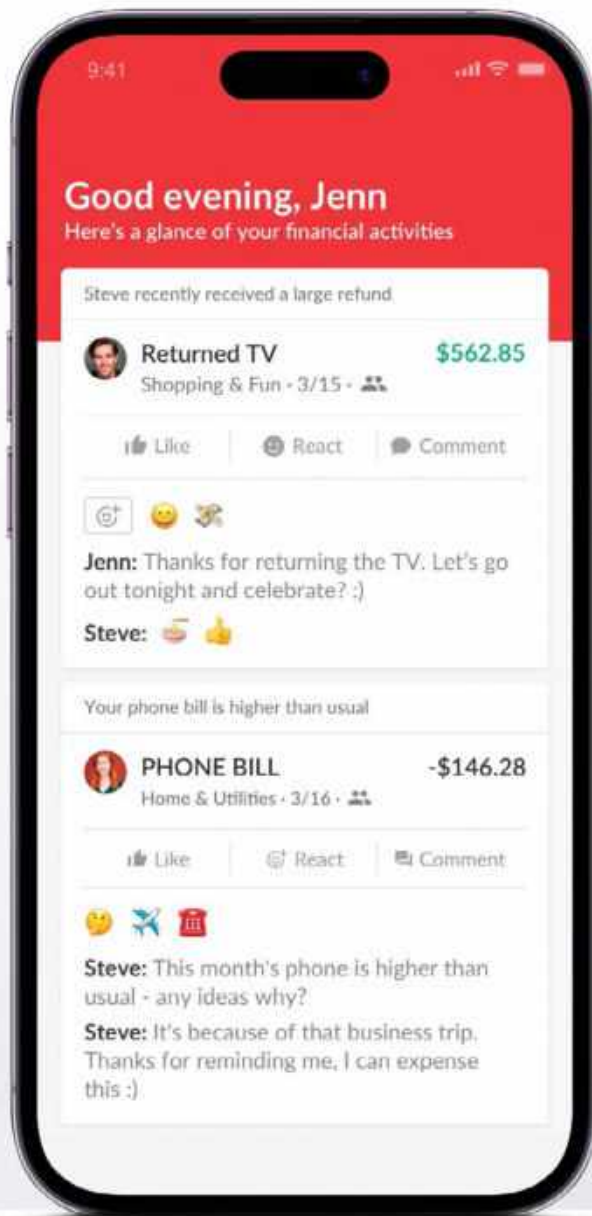 9:41
Good evening, Jenn
Here's a glance of your financial activities
Steve recently received a large refund
Returned TV $562.85
Shopping & Fun · 3/15 ·
Like React Comment
Jenn: Thanks for returning the TV. Let's go
out tonight and celebrate? :)
Steve:
Your phone bill is higher than usual
PHONE BILL -$146.28
Home & Utilities · 3/16 ·
Like React Comment
Steve: This month's phone is higher than
usual - any ideas why?
Steve: It's because of that business trip.
Thanks for reminding me, I can expense
this :)